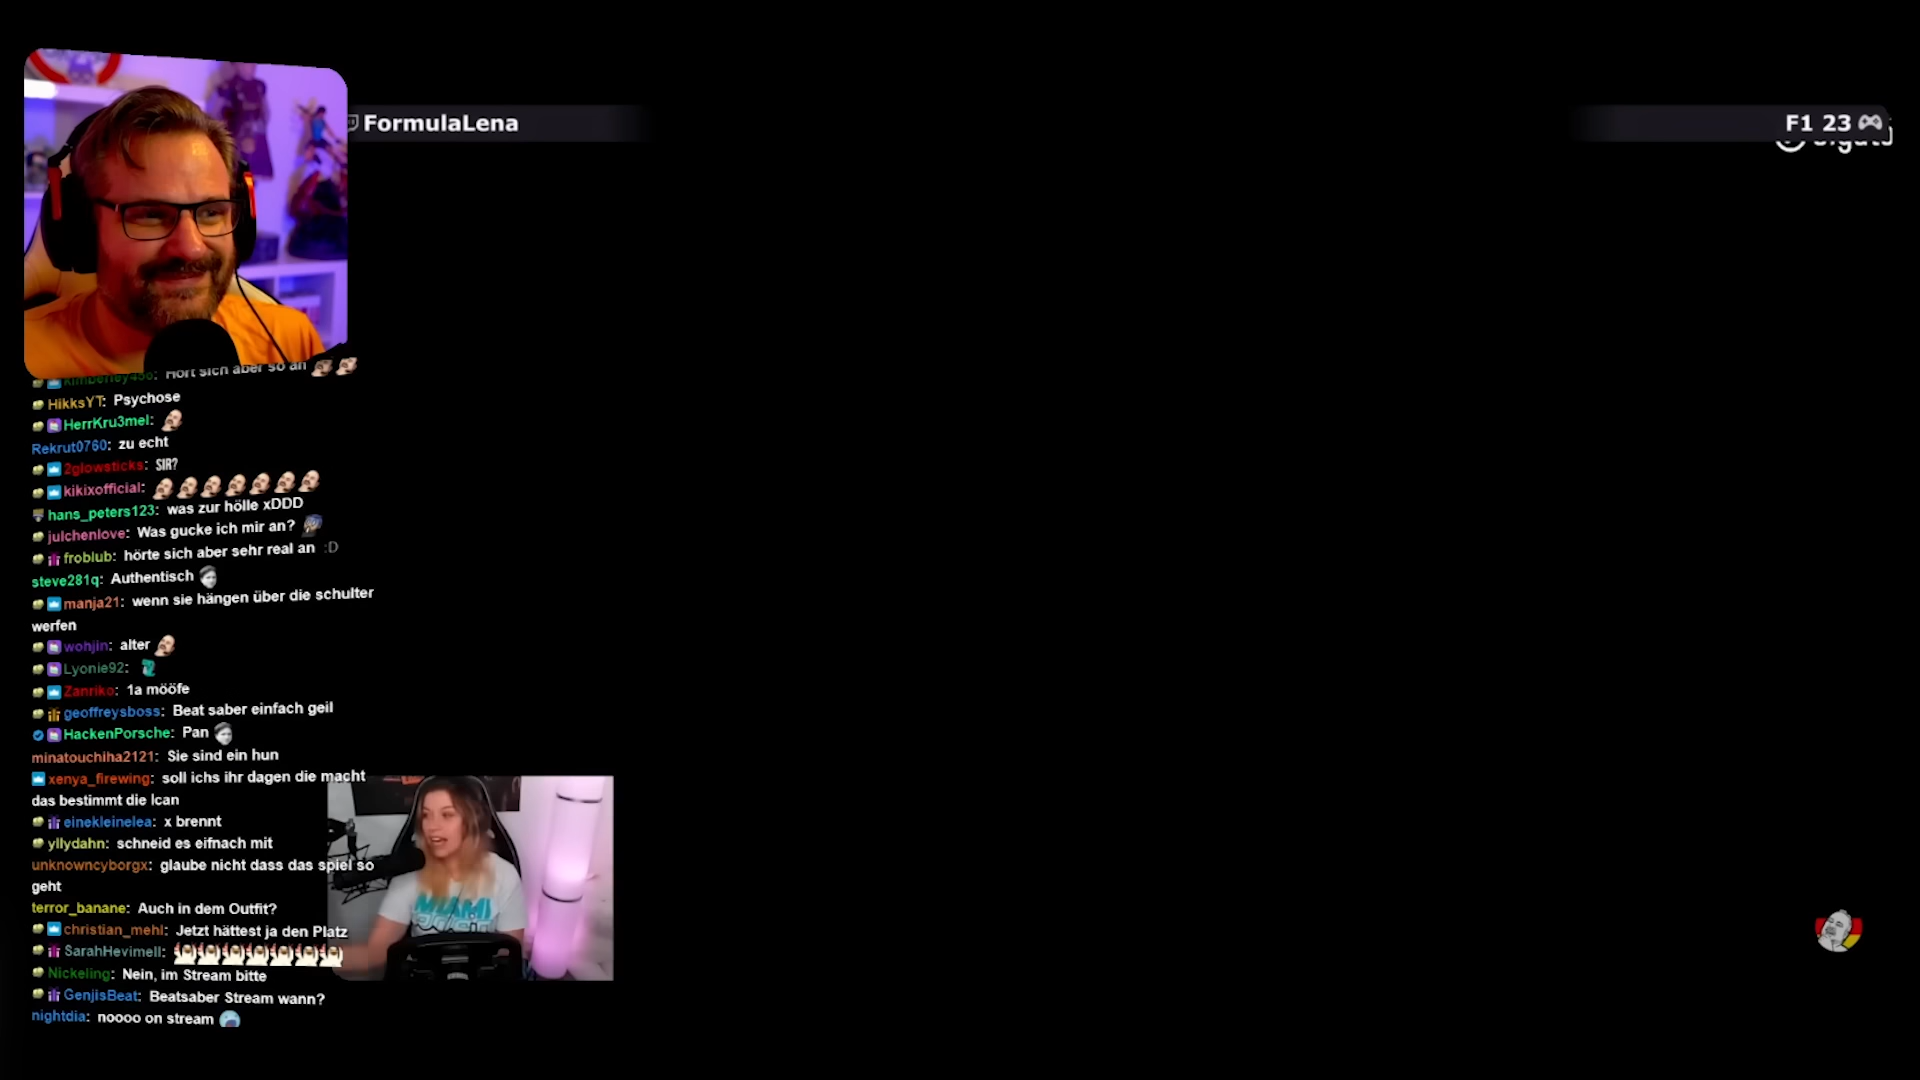 FormulaLena
F1 23
kimberley456: Hört sich aber so an
HikksYT: Psychose
HerrKru3mel:
Rekrut0760: zu echt
2glowsticks: SIR?
kikixofficial:
hans_peters123: was zur hölle xDDD
julchenlove: Was gucke ich mir an?
froblub: hörte sich aber sehr real an :D
steve281q: Authentisch
manja21: wenn sie hängen über die schulter
werfen
wohjin: alter
Lyonie92:
Zanriko: 1a mööfe
geoffreysboss: Beat saber einfach geil
HackenPorsche: Pan
minatouchiha2121: Sie sind ein hun
xenya_firewing: soll ichs ihr dagen die macht
das bestimmt die lcan
einekleinelea: x brennt
yllydahn: schneid es eifnach mit
unknowncyborgx: glaube nicht dass das spiel so
geht
terror_banane: Auch in dem Outfit?
christian_mehl: Jetzt hättest ja den Platz
SarahHevimell:
Nickeling: Nein, im Stream bitte
GenjisBeat: Beatsaber Stream wann?
nightdia: noooo on stream
MIAMI